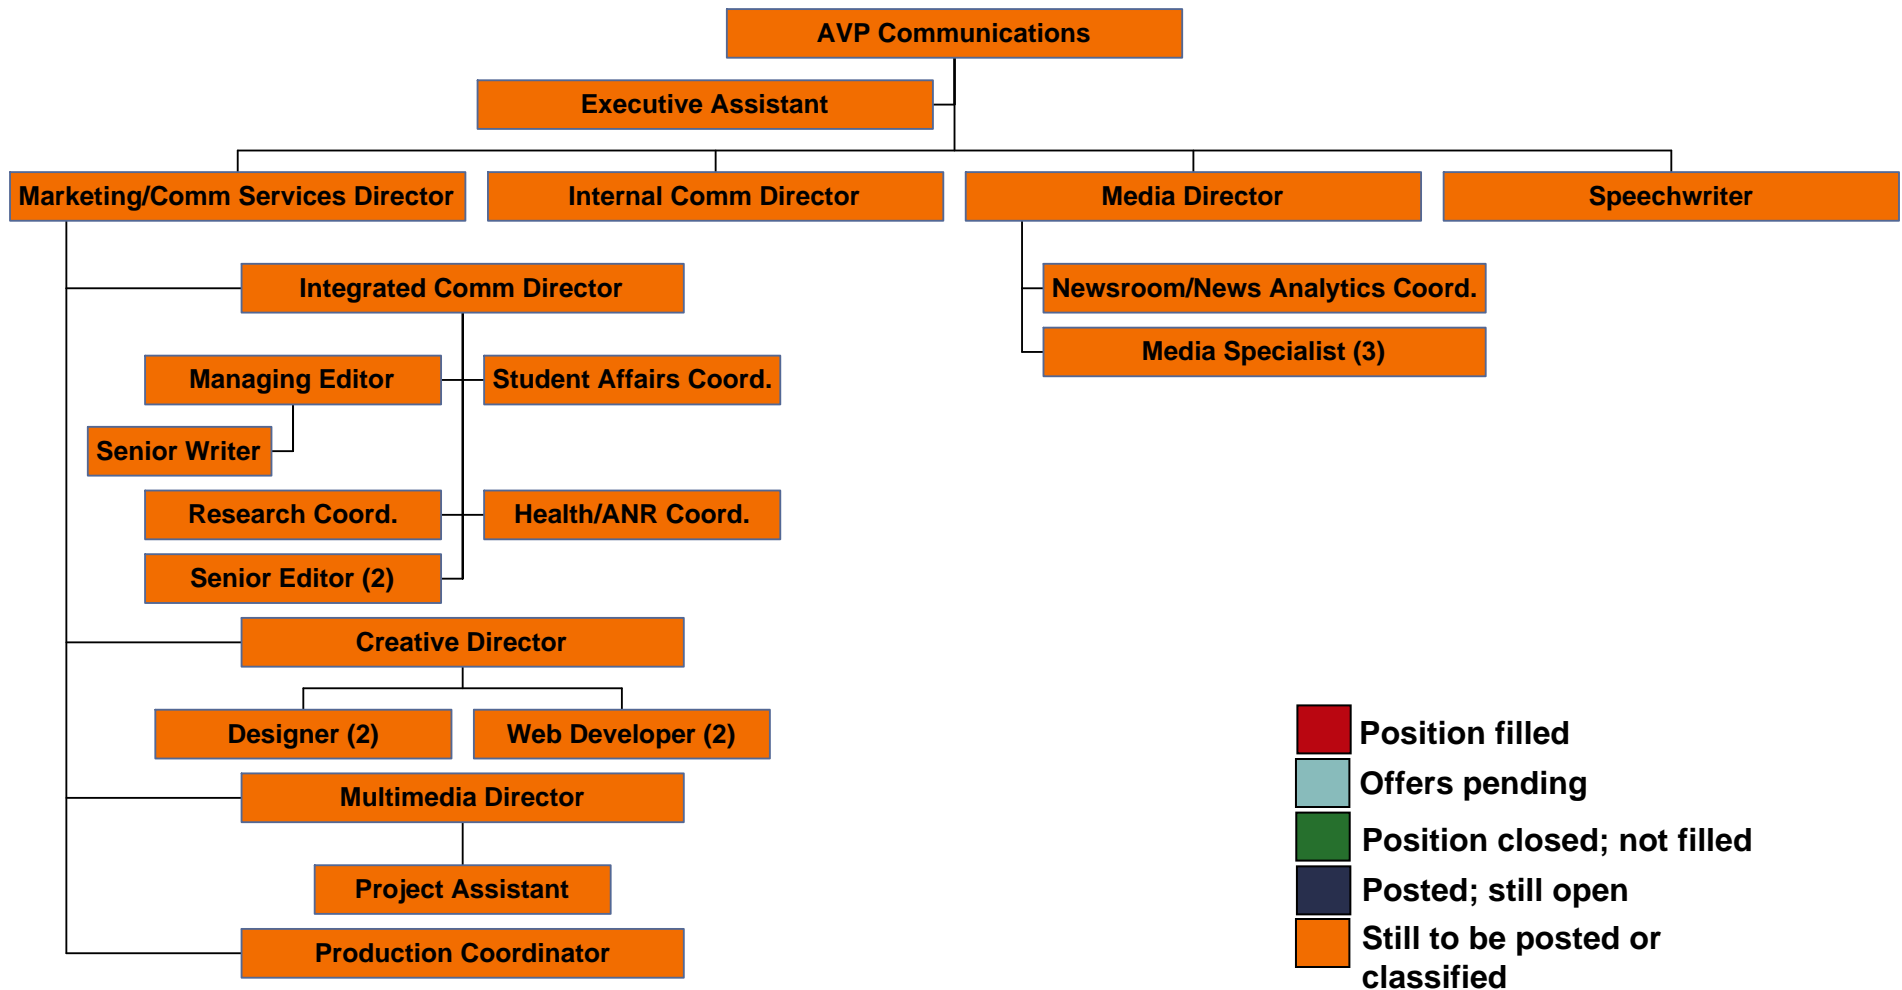 AVP Communications
Executive Assistant
Marketing/Comm Services Director
Internal Comm Director
Media Director
Speechwriter
Integrated Comm Director
Newsroom/News Analytics Coord.
Media Specialist (3)
Managing Editor
Student Affairs Coord.
Senior Writer
Research Coord.
Health/ANR Coord.
Senior Editor (2)
Creative Director
Designer (2)
Web Developer (2)
Multimedia Director
Project Assistant
Production Coordinator
Position filled
Offers pending
Position closed; not filled
Posted; still open
Still to be posted or
classified